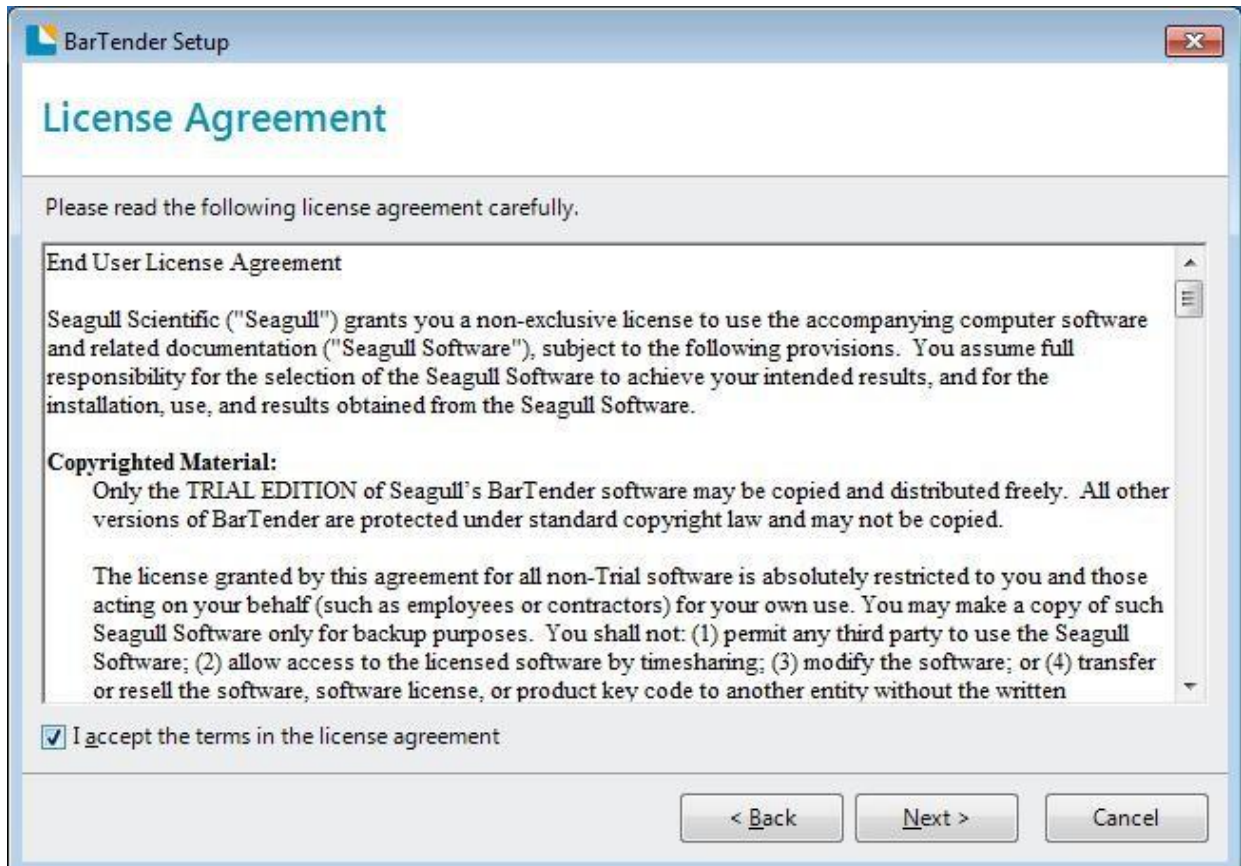 BarTender Setup
License Agreement
Please read the following license agreement carefully.
End User License Agreement
Seagull Scientific ("Seagull") grants you a non-exclusive license to use the accompanying computer software
and related documentation ("Seagull Software"), subject to the following provisions.  You assume full
responsibility for the selection of the Seagull Software to achieve your intended results, and for the
installation, use, and results obtained from the Seagull Software.
Copyrighted Material:
Only the TRIAL EDITION of Seagull's BarTender software may be copied and distributed freely.  All other
versions of BarTender are protected under standard copyright law and may not be copied.
The license granted by this agreement for all non-Trial software is absolutely restricted to you and those
acting on your behalf (such as employees or contractors) for your own use. You may make a copy of such
Seagull Software only for backup purposes.  You shall not: (1) permit any third party to use the Seagull
Software; (2) allow access to the licensed software by timesharing; (3) modify the software; or (4) transfer
or resell the software, software license, or product key code to another entity without the written
I accept the terms in the license agreement
< Back
Next >
Cancel